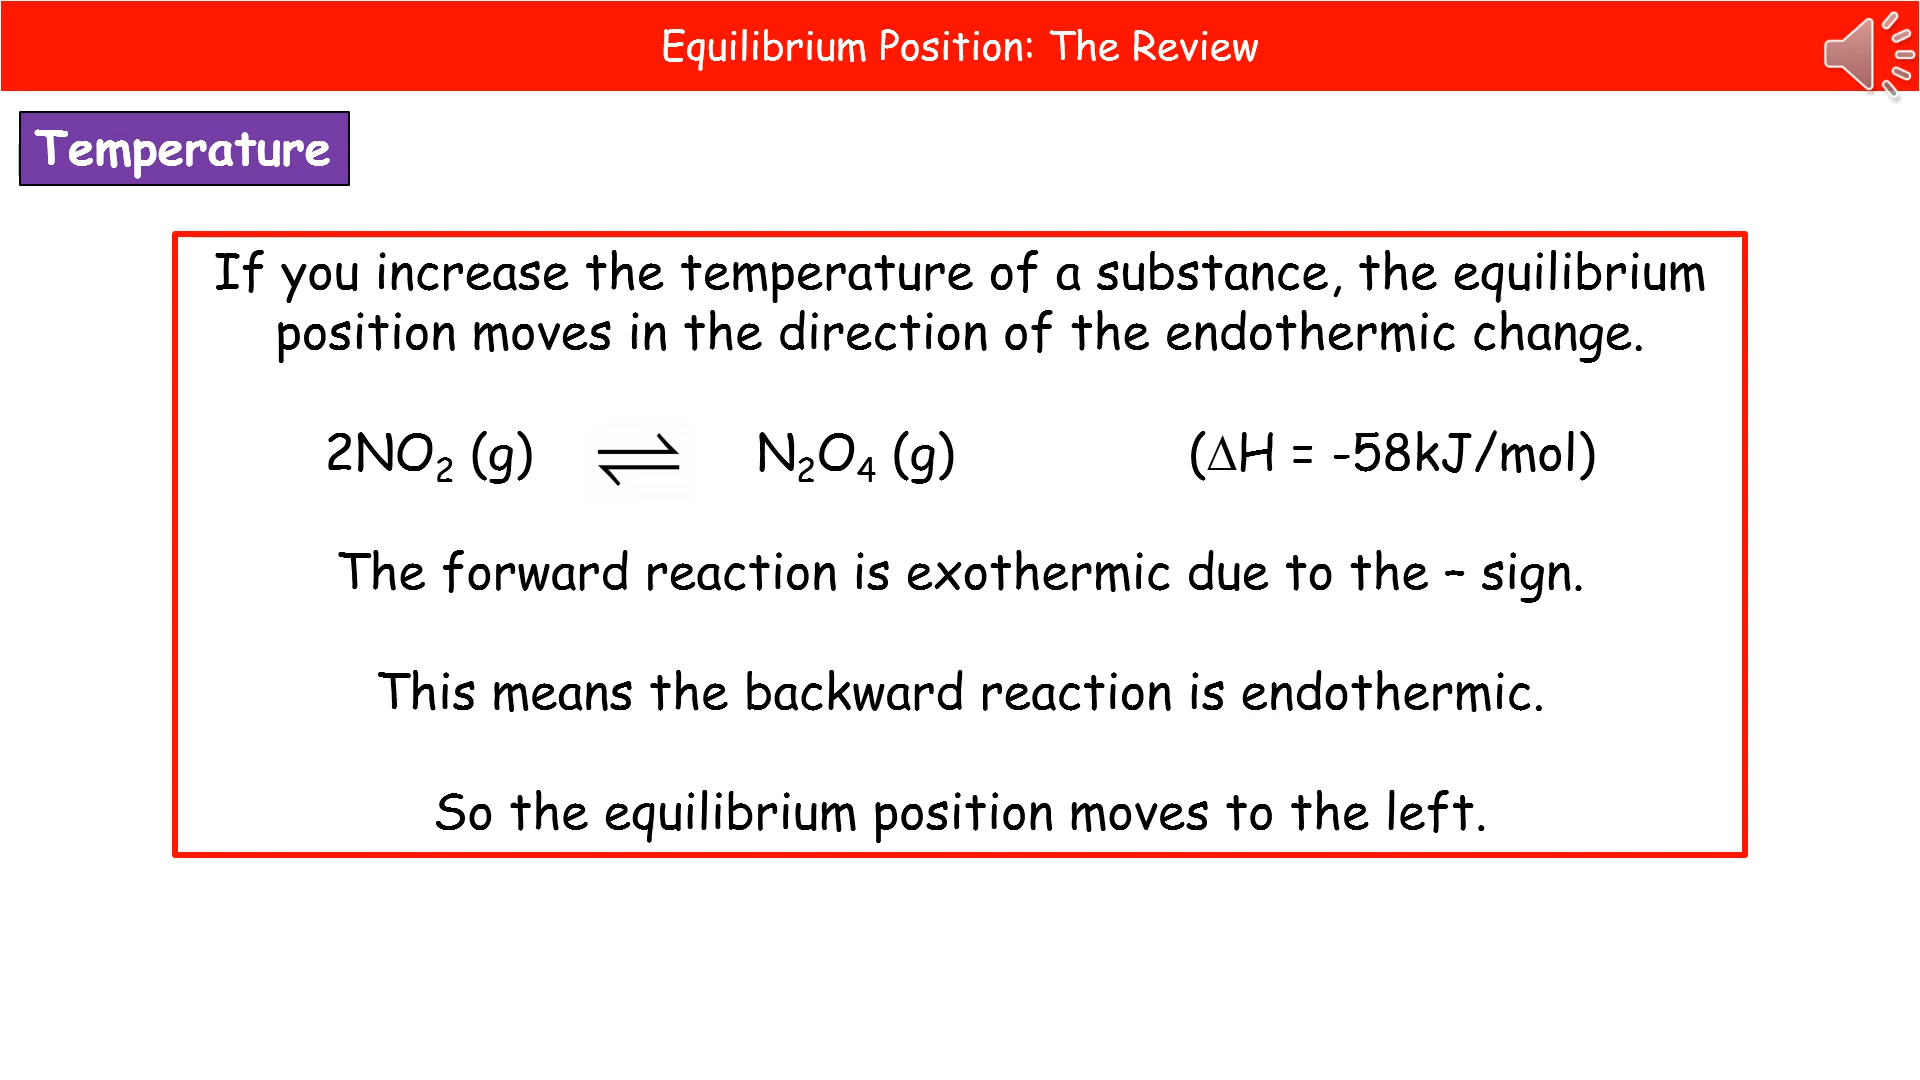 Equilibrium Position: The Review
Temperature
If you increase the temperature of a substance, the equilibrium
position moves in the direction of the endothermic change.
2NO₂ (g) ⇌ N₂O₄ (g) (∆H = -58kJ/mol)
The forward reaction is exothermic due to the – sign.
This means the backward reaction is endothermic.
So the equilibrium position moves to the left.